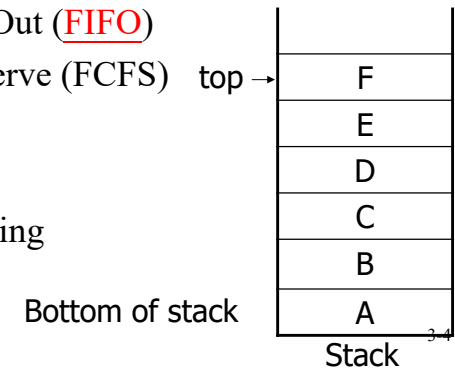 Out (FIFO)
erve (FCFS)
top
F
E
D
C
ing
B
Bottom of stack
A
3-4
Stack